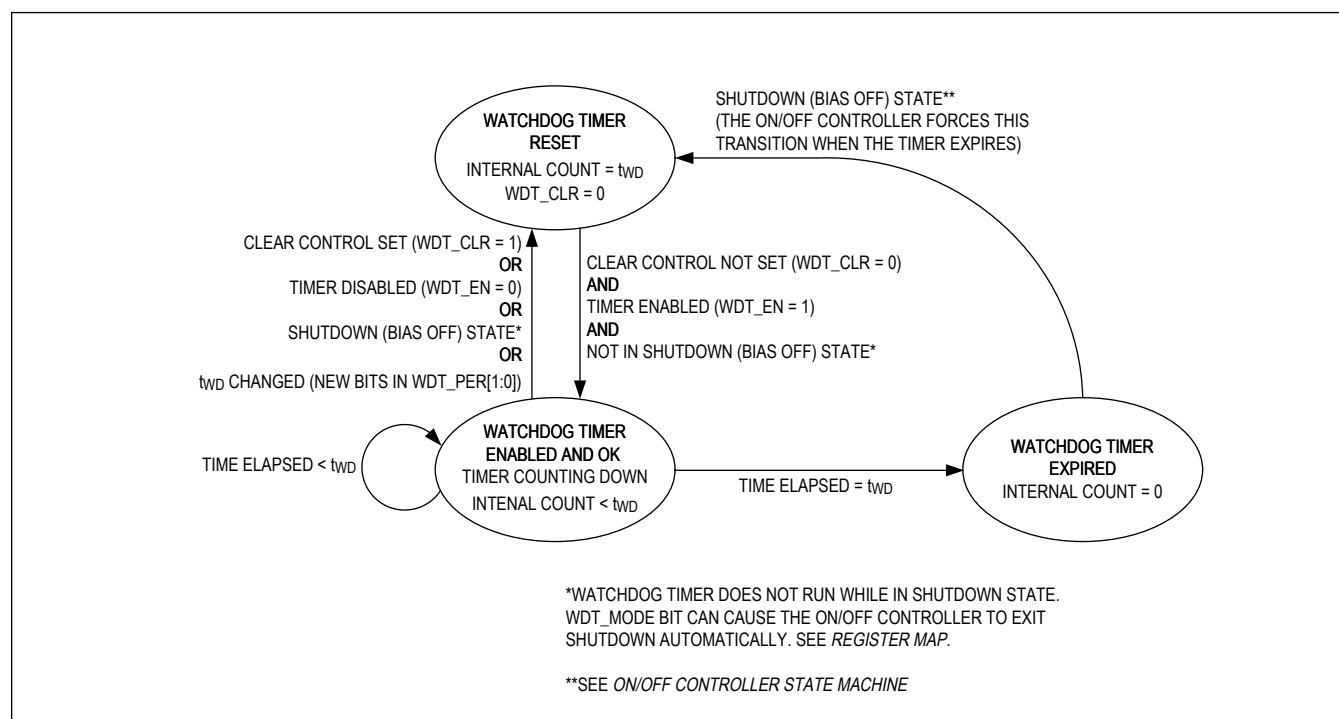 WATCHDOG TIMER
RESET
INTERNAL COUNT = tWD
WDT_CLR = 0
SHUTDOWN (BIAS OFF) STATE**
(THE ON/OFF CONTROLLER FORCES THIS
TRANSITION WHEN THE TIMER EXPIRES)
CLEAR CONTROL SET (WDT_CLR = 1)
OR
TIMER DISABLED (WDT_EN = 0)
OR
SHUTDOWN (BIAS OFF) STATE*
OR
tWD CHANGED (NEW BITS IN WDT_PER[1:0])
CLEAR CONTROL NOT SET (WDT_CLR = 0)
AND
TIMER ENABLED (WDT_EN = 1)
AND
NOT IN SHUTDOWN (BIAS OFF) STATE*
TIME ELAPSED < tWD
WATCHDOG TIMER
ENABLED AND OK
TIMER COUNTING DOWN
INTENAL COUNT < tWD
TIME ELAPSED = tWD
WATCHDOG TIMER
EXPIRED
INTERNAL COUNT = 0
*WATCHDOG TIMER DOES NOT RUN WHILE IN SHUTDOWN STATE.
WDT_MODE BIT CAN CAUSE THE ON/OFF CONTROLLER TO EXIT
SHUTDOWN AUTOMATICALLY. SEE REGISTER MAP.
**SEE ON/OFF CONTROLLER STATE MACHINE